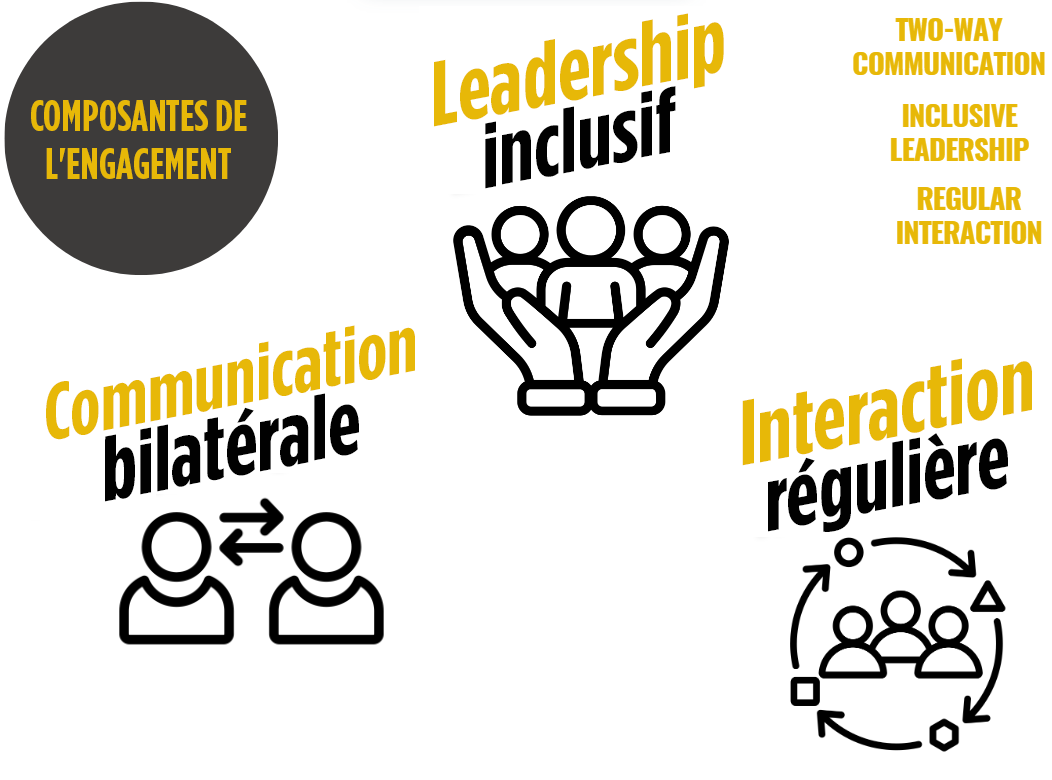 COMPOSANTES DE
L'ENGAGEMENT
Leadership
inclusif
TWO-WAY
COMMUNICATION
INCLUSIVE
LEADERSHIP
REGULAR
INTERACTION
Communication
bilatérale
Interaction
régulière